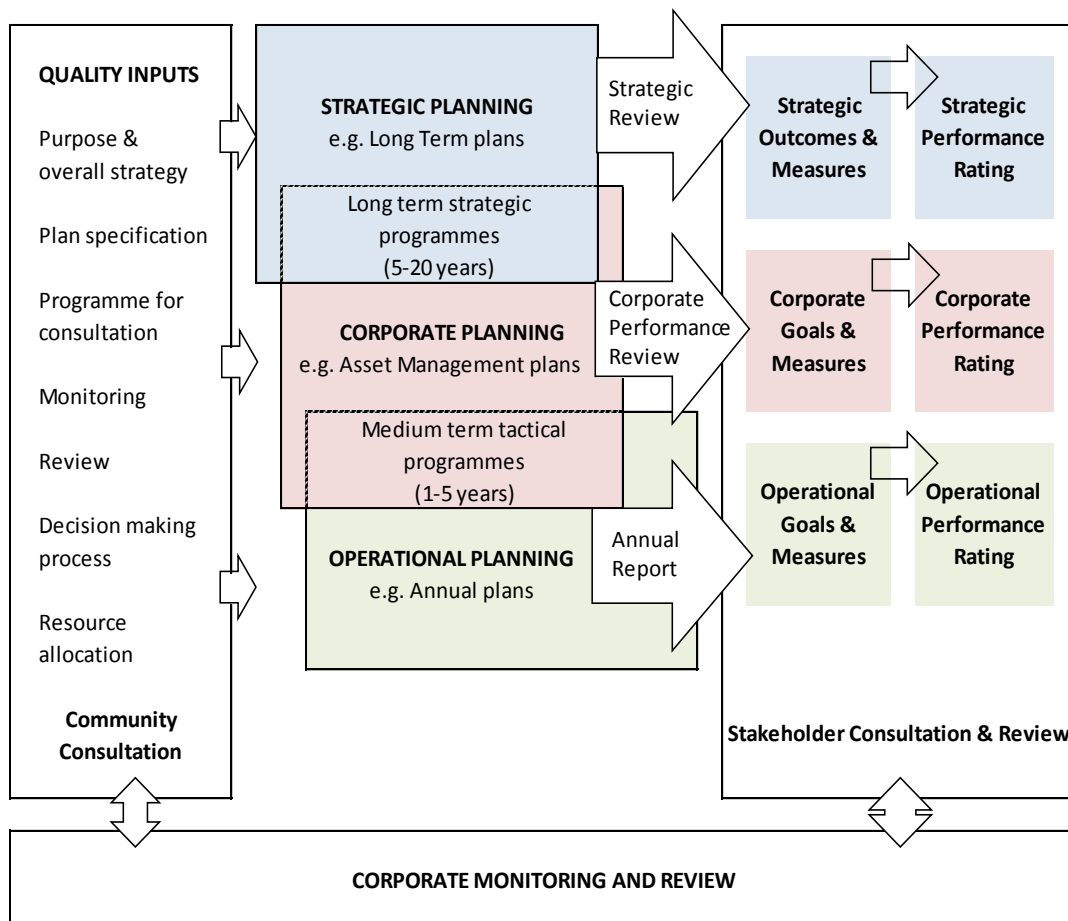 QUALITY INPUTS
Purpose &
overall strategy
Plan specification
Programme for
consultation
Monitoring
Review
Decision making
process
Resource
allocation
Community
Consultation
STRATEGIC PLANNING
e.g. Long Term plans
Long term strategic
programmes
(5-20 years)
CORPORATE PLANNING
e.g. Asset Management plans
Medium term tactical
programmes
(1-5 years)
OPERATIONAL PLANNING
e.g. Annual plans
Strategic
Review
Corporate
Performance
Review
Annual
Report
Strategic
Outcomes &
Measures
Strategic
Performance
Rating
Corporate
Goals &
Measures
Corporate
Performance
Rating
Operational
Goals &
Measures
Operational
Performance
Rating
Stakeholder Consultation & Review
CORPORATE MONITORING AND REVIEW